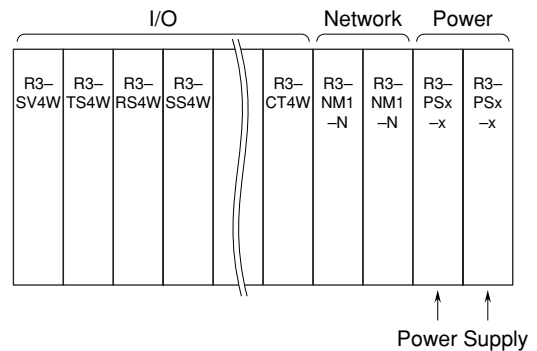 I/O Network Power
R3– R3– R3– R3– R3– R3– R3– R3– R3–
SV4W TS4W RS4W SS4W CT4W NM1 NM1 PSx PSx
–N –N –x –x
Power Supply